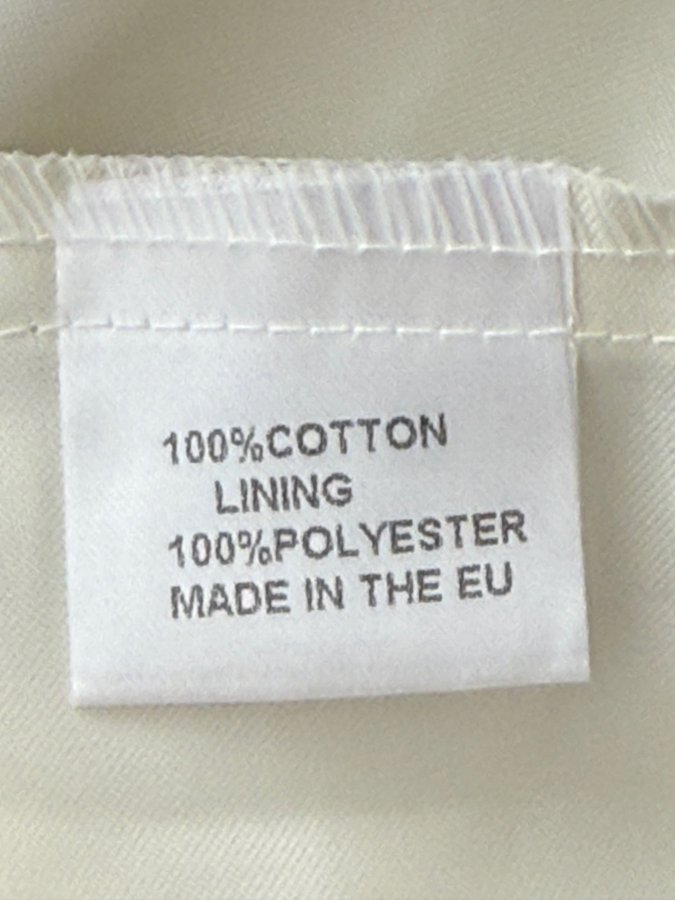 100%COTTON
LINING
100%POLYESTER
MADE IN THE EU